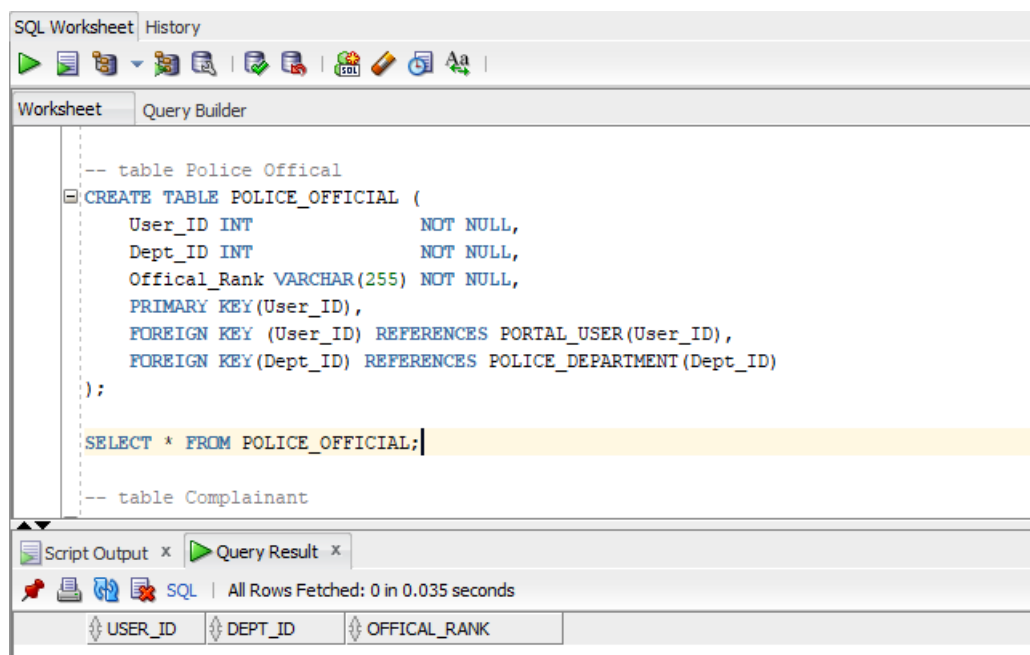 SQL Worksheet History
Worksheet Query Builder
-- table Police Offical
CREATE TABLE POLICE_OFFICIAL (
User_ID INT NOT NULL,
Dept_ID INT NOT NULL,
Offical_Rank VARCHAR(255) NOT NULL,
PRIMARY KEY(User_ID),
FOREIGN KEY (User_ID) REFERENCES PORTAL_USER(User_ID),
FOREIGN KEY(Dept_ID) REFERENCES POLICE_DEPARTMENT(Dept_ID)
);
SELECT * FROM POLICE_OFFICIAL;
-- table Complainant
Script Output x Query Result x
SQL | All Rows Fetched: 0 in 0.035 seconds
USER_ID DEPT_ID OFFICAL_RANK